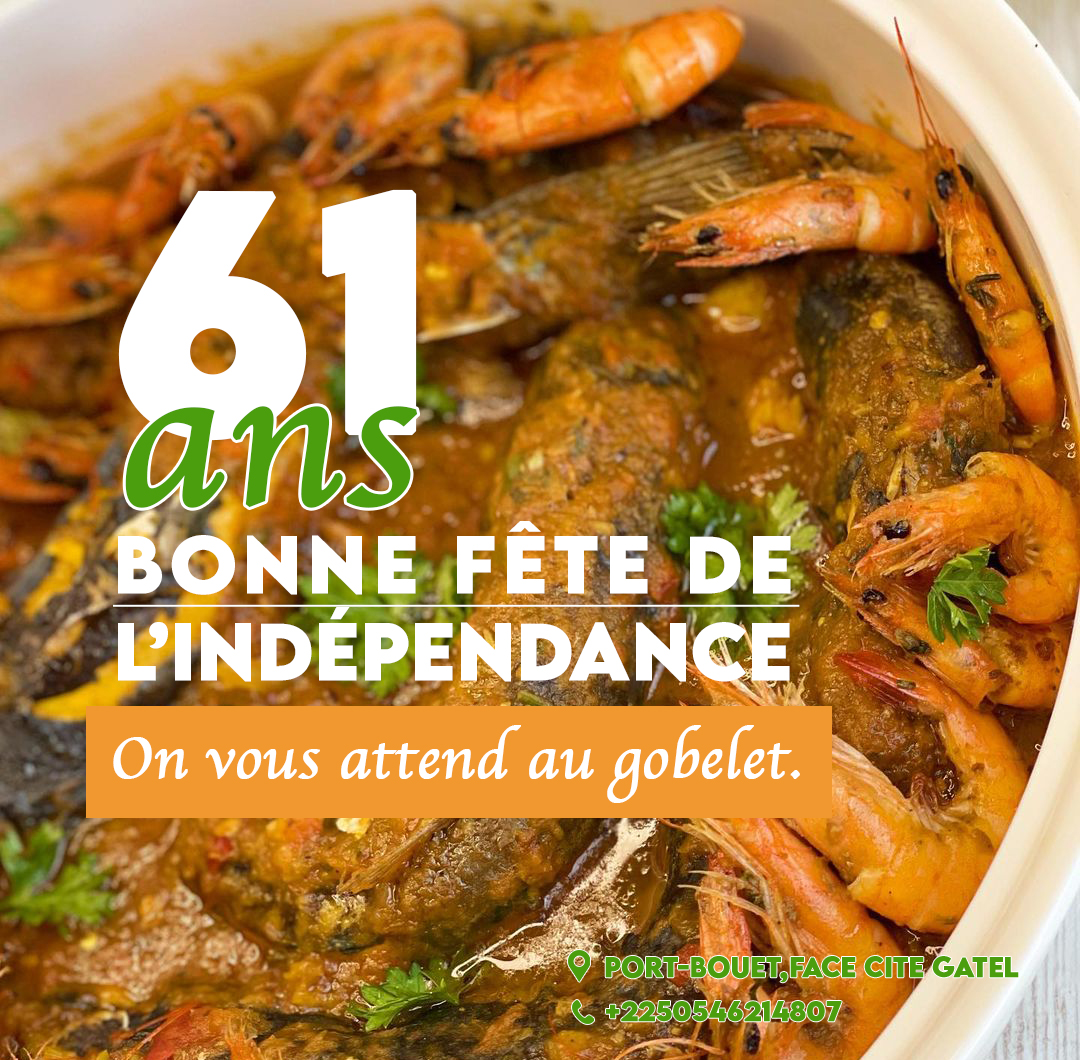 61
ans
BONNE FÊTE DE
L'INDÉPENDANCE
On vous attend au gobelet.
PORT-BOUET,FACE CITE GATEL
+2250546214807